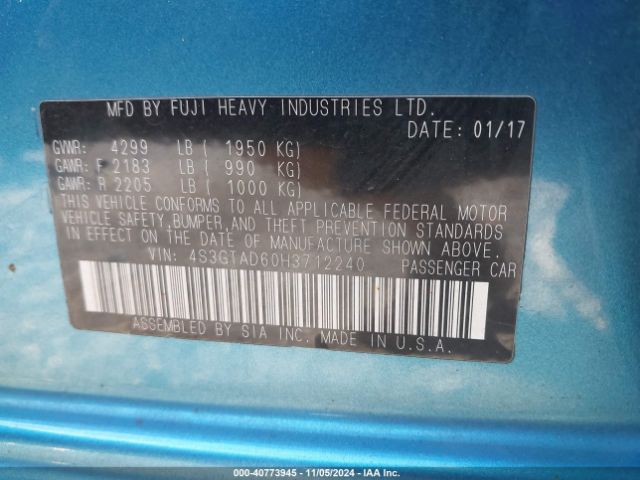 MFD BY FUJI HEAVY INDUSTRIES LTD.
DATE: 01/17
GVWR: 4299 LB ( 1950 KG)
GAWR: F 2183 LB ( 990 KG)
GAWR: R 2205 LB ( 1000 KG)
THIS VEHICLE CONFORMS TO ALL APPLICABLE FEDERAL MOTOR
VEHICLE SAFETY, BUMPER, AND THEFT PREVENTION STANDARDS
IN EFFECT ON THE DATE OF MANUFACTURE SHOWN ABOVE.
VIN: 4S3GTAD60H3712240 PASSENGER CAR
ASSEMBLED BY SIA INC. MADE IN U.S.A.
000-40773945 - 11/05/2024 - IAA Inc.